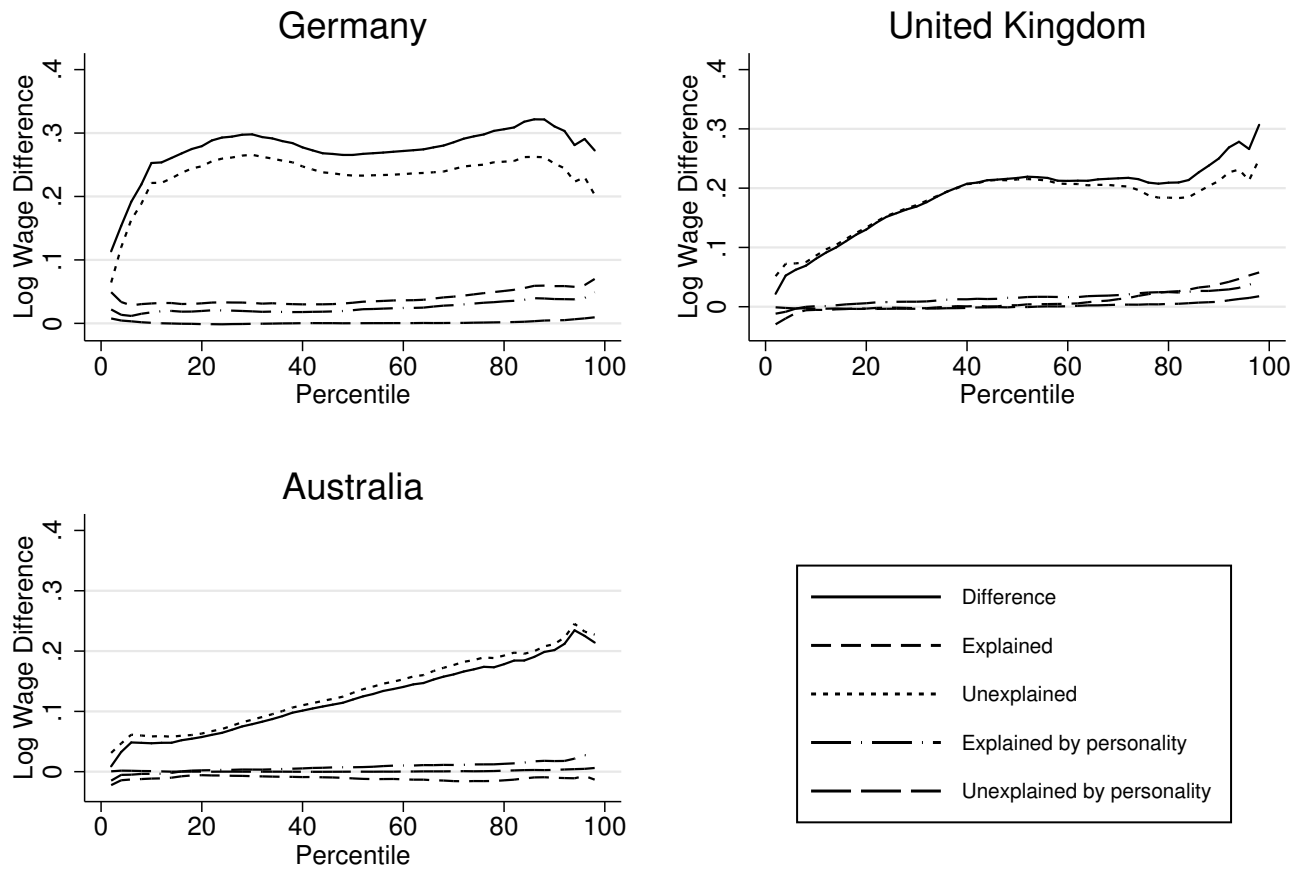 Germany
Log Wage Difference
.4
.3
.2
.1
0
0 20 40 60 80 100
Percentile
United Kingdom
Log Wage Difference
.4
.3
.2
.1
0
0 20 40 60 80 100
Percentile
Australia
Log Wage Difference
.4
.3
.2
.1
0
0 20 40 60 80 100
Percentile
Difference
Explained
Unexplained
Explained by personality
Unexplained by personality